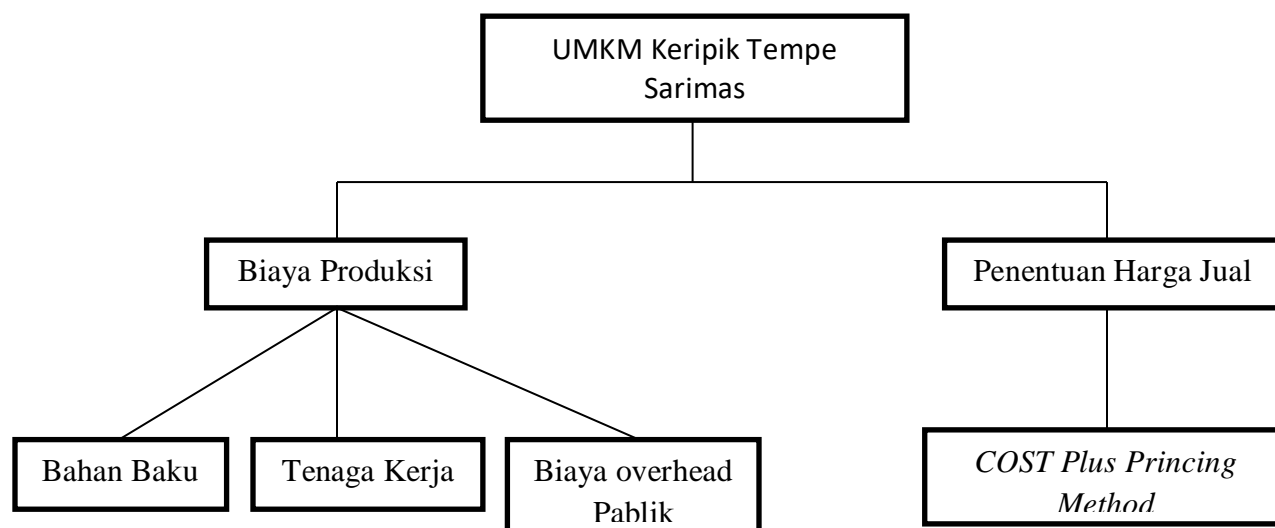 UMKM Keripik Tempe
Sarimas
Biaya Produksi
Penentuan Harga Jual
Bahan Baku
Tenaga Kerja
Biaya overhead
Pablik
COST Plus Princing
Method